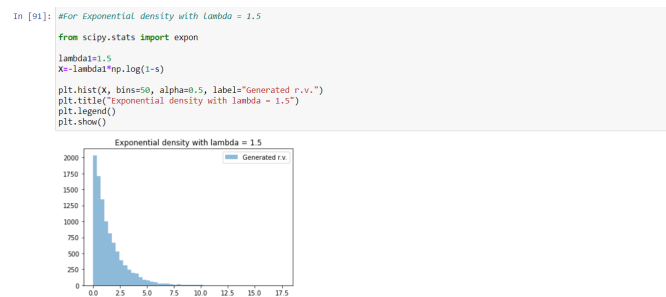 In [91]: #For Exponential density with lambda = 1.5
from scipy.stats import expon
lambda1=1.5
X=-lambda1*np.log(1-s)
plt.hist(X, bins=50, alpha=0.5, label="Generated r.v.")
plt.title("Exponential density with lambda = 1.5")
plt.legend()
plt.show()
Exponential density with lambda = 1.5
Generated r.v.
2000
1750
1500
1250
1000
750
500
250
0
0.0 2.5 5.0 7.5 10.0 12.5 15.0 17.5